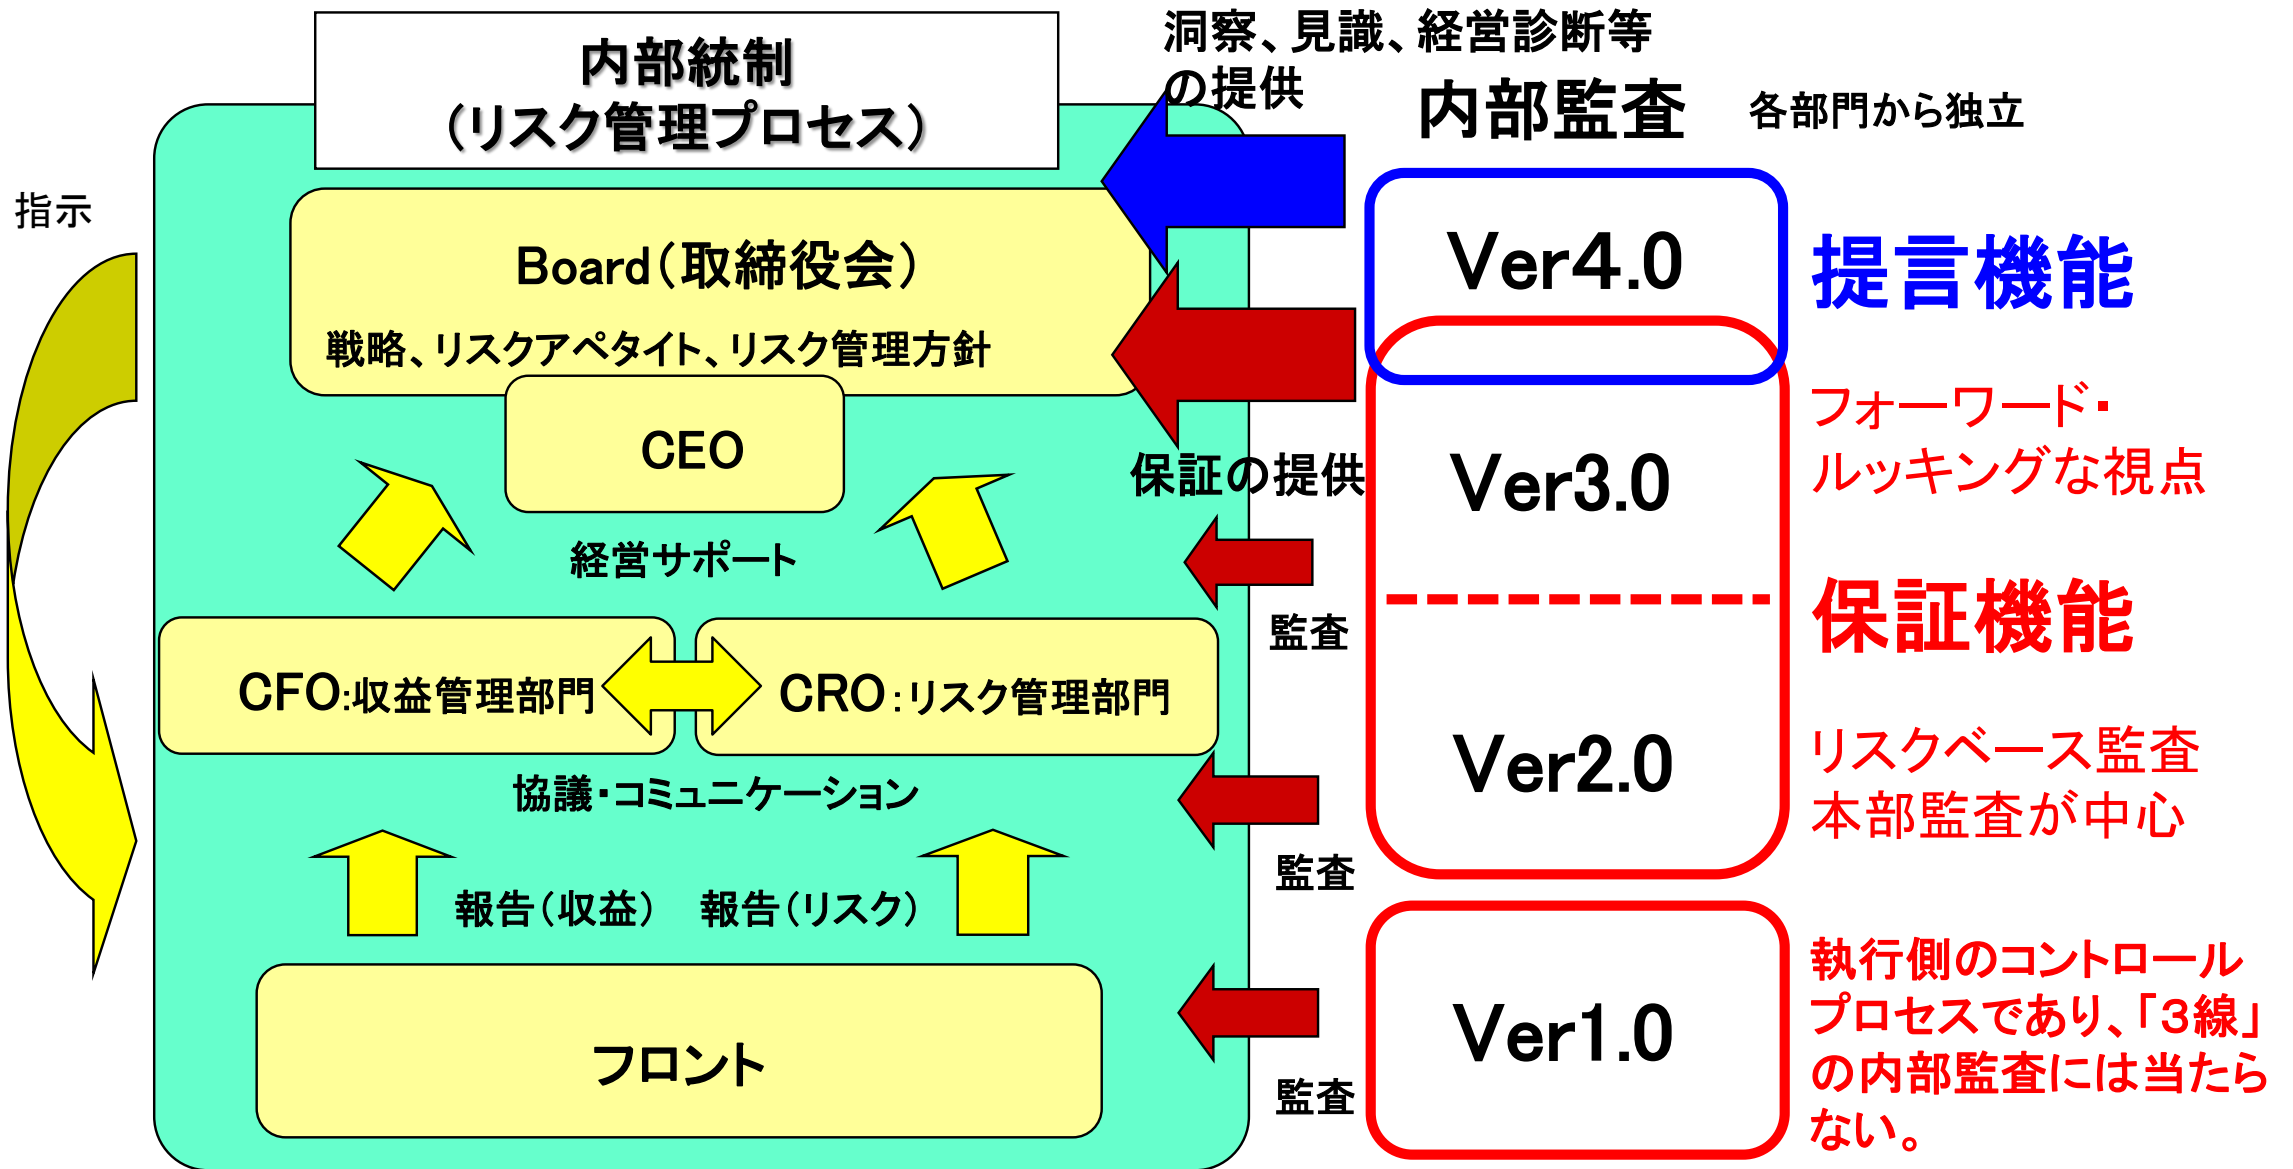 内部統制
（リスク管理プロセス）
指示
Board（取締役会）
戦略、リスクアペタイト、リスク管理方針
CEO
経営サポート
CFO:収益管理部門
CRO：リスク管理部門
協議・コミュニケーション
報告（収益）
報告（リスク）
フロント
洞察、見識、経営診断等
の提供
保証の提供
監査
監査
監査
内部監査
各部門から独立
Ver4.0
Ver3.0
Ver2.0
Ver1.0
提言機能
フォーワード・
ルッキングな視点
保証機能
リスクベース監査
本部監査が中心
執行側のコントロール
プロセスであり、「３線」
の内部監査には当たら
ない。